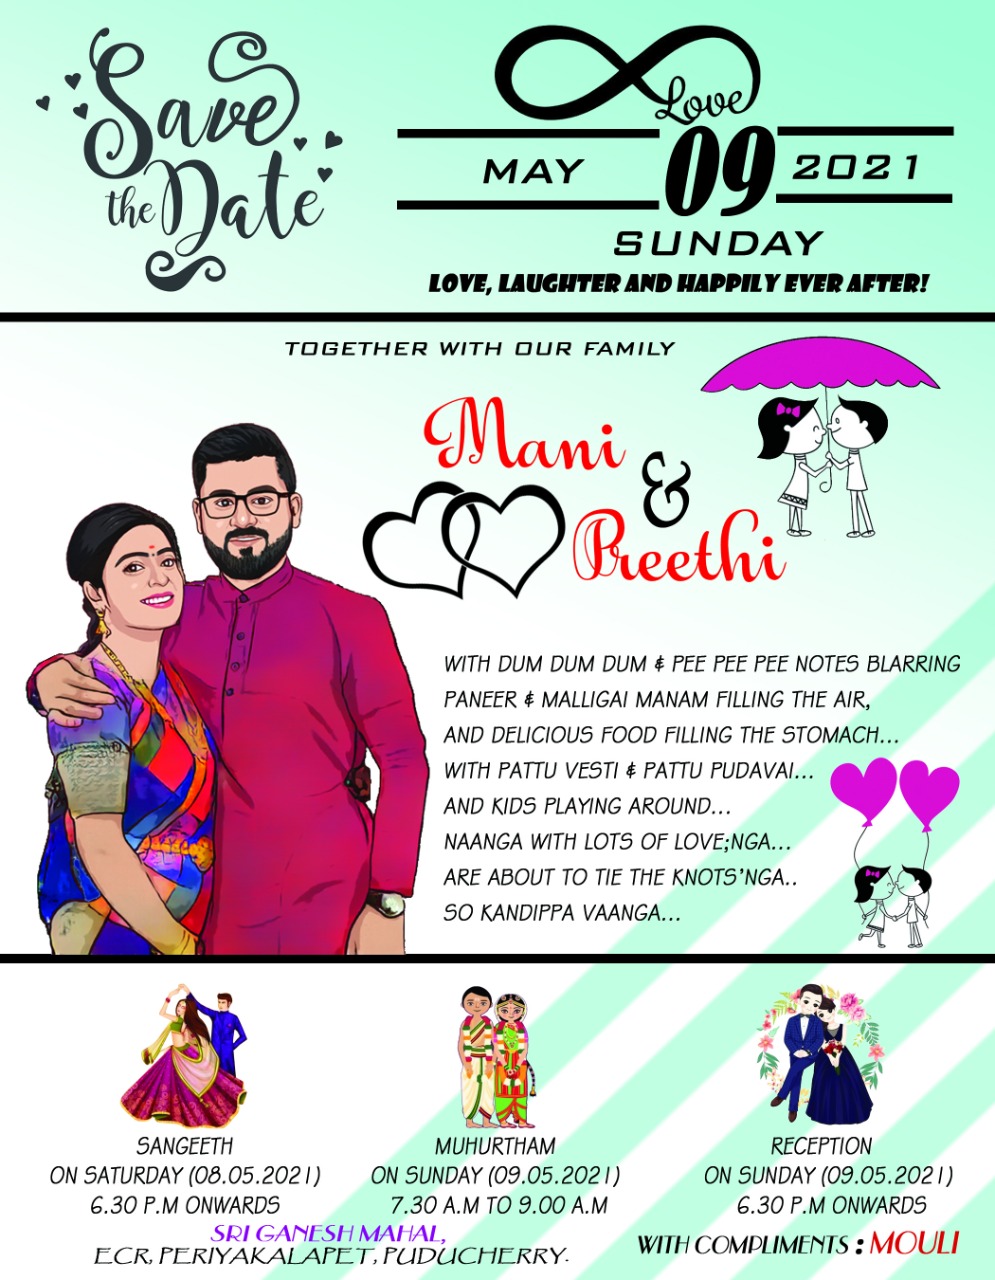 Save
the Date
Love
MAY 09 2021
SUNDAY
LOVE, LAUGHTER AND HAPPILY EVER AFTER!
TOGETHER WITH OUR FAMILY
Mani
&
Preethi
WITH DUM DUM DUM & PEE PEE PEE NOTES BLARRING
PANEER & MALLIGAI MANAM FILLING THE AIR,
AND DELICIOUS FOOD FILLING THE STOMACH...
WITH PATTU VESTI & PATTU PUDAVAI...
AND KIDS PLAYING AROUND...
NAANGA WITH LOTS OF LOVE;NGA...
ARE ABOUT TO TIE THE KNOTS'NGA..
SO KANDIPPA VAANGA...
SANGEETH
ON SATURDAY (08.05.2021)
6.30 P.M ONWARDS
MUHURTHAM
ON SUNDAY (09.05.2021)
7.30 A.M TO 9.00 A.M
RECEPTION
ON SUNDAY (09.05.2021)
6.30 P.M ONWARDS
SRI GANESH MAHAL,
ECR, PERIYAKALAPET, PUDUCHERRY.
WITH COMPLIMENTS : MOULI